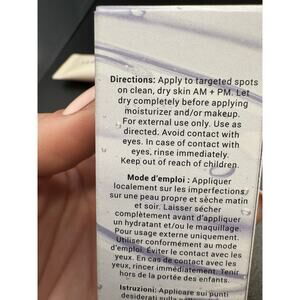 Directions: Apply to targeted spots
on clean, dry skin AM + PM. Let
dry completely before applying
moisturizer and/or makeup.
For external use only. Use as
directed. Avoid contact with
eyes. In case of contact with
eyes, rinse immediately.
Keep out of reach of children.
Mode d'emploi : Appliquer
localement sur les imperfections
sur une peau propre et sèche matin
et soir. Laisser sécher
complètement avant d'appliquer
un hydratant et/ou le maquillage.
Pour usage externe uniquement.
Utiliser conformément au mode
d'emploi. Éviter le contact avec les
yeux. En cas de contact avec les
yeux, rincer immédiatement. Tenir
hors de la portée des enfants.
Istruzioni: Applicare sui punti
desiderati sulla